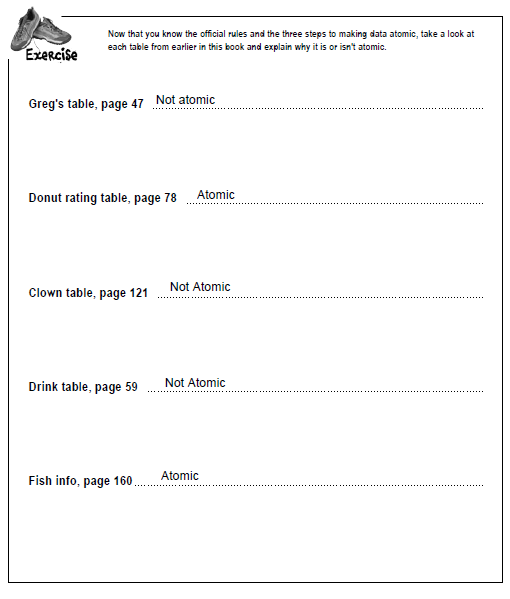 Now that you know the official rules and the three steps to making data atomic, take a look at
each table from earlier in this book and explain why it is or isn't atomic.
Exercise
Greg's table, page 47 Not atomic
Donut rating table, page 78 Atomic
Clown table, page 121 Not Atomic
Drink table, page 59 Not Atomic
Fish info, page 160 Atomic